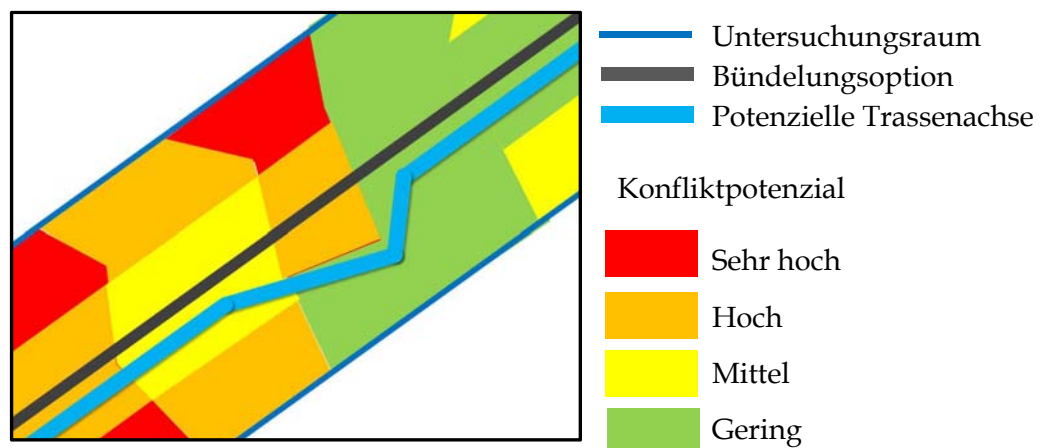 Untersuchungsraum
Bündelungsoption
Potenzielle Trassenachse
Konfliktpotenzial
Sehr hoch
Hoch
Mittel
Gering